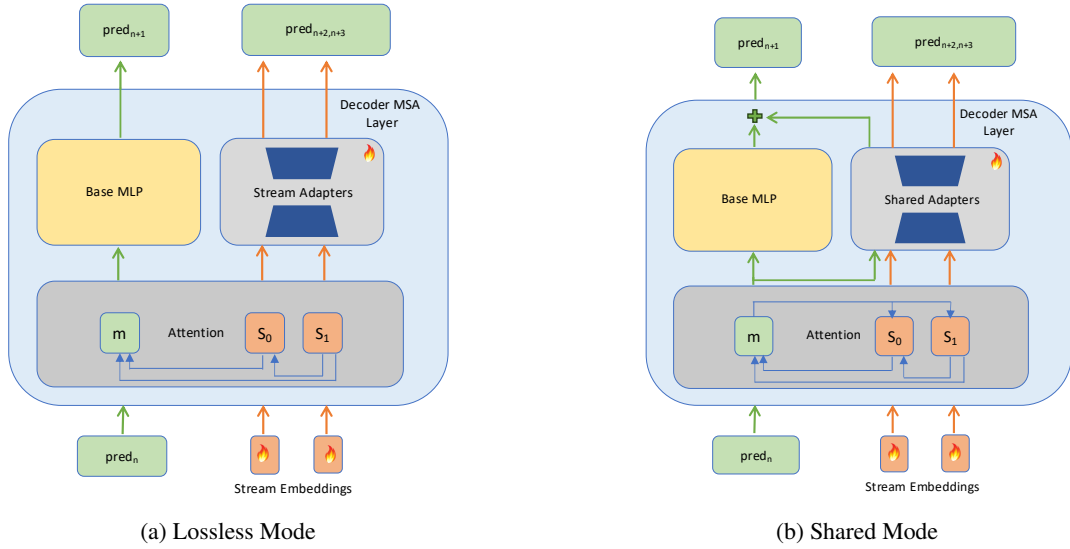 pred_{n+1}
pred_{n+2,n+3}
Decoder MSA
Layer
Base MLP
Stream Adapters
m
Attention
S_0
S_1
pred_n
Stream Embeddings
(a) Lossless Mode
pred_{n+1}
pred_{n+2,n+3}
Decoder MSA
Layer
Base MLP
Shared Adapters
m
Attention
S_0
S_1
pred_n
Stream Embeddings
(b) Shared Mode